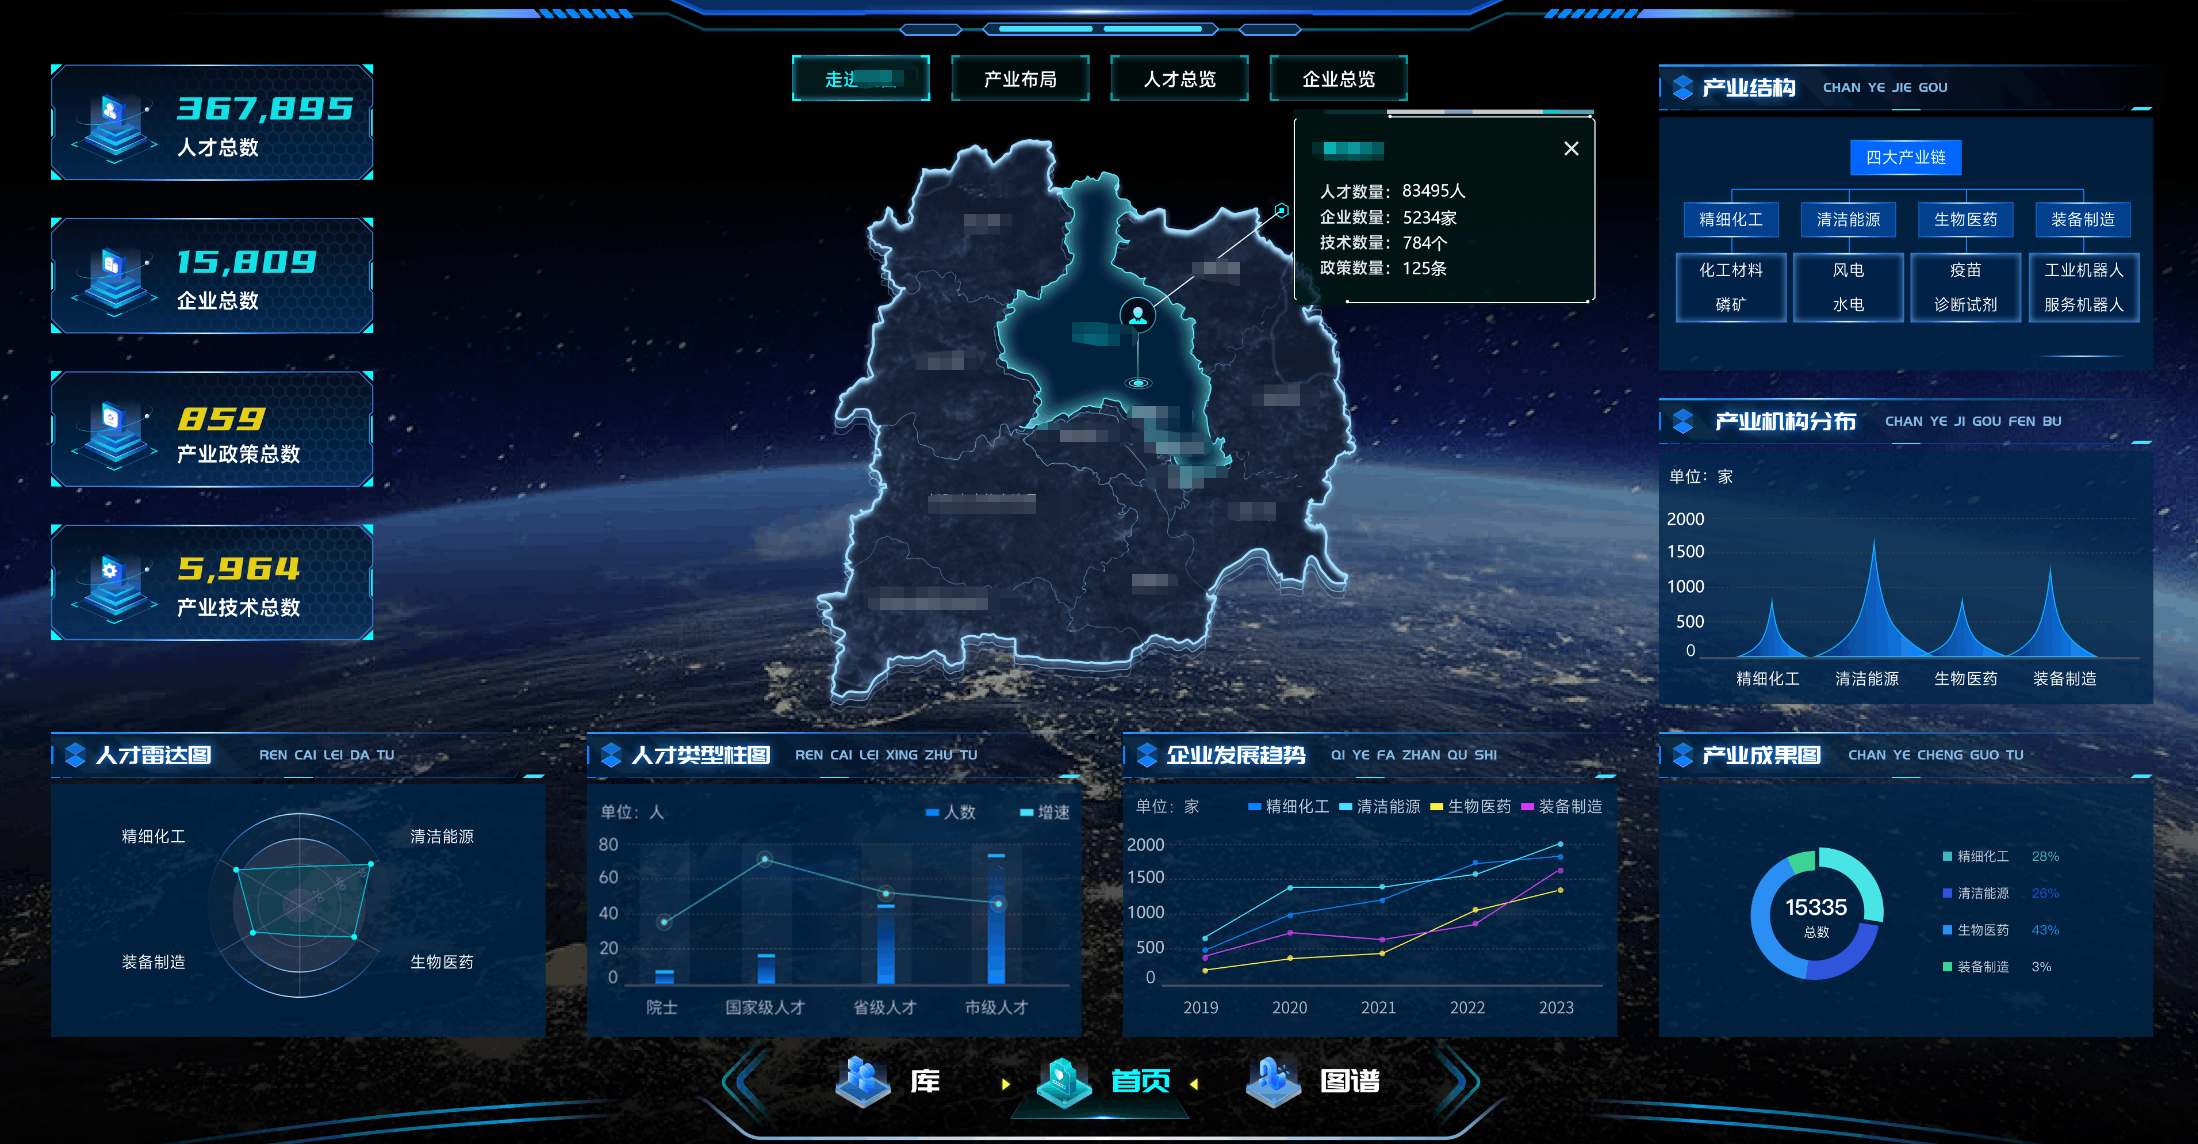 走进
产业布局
人才总览
企业总览
367,895
人才总数
15,809
企业总数
859
产业政策总数
5,964
产业技术总数
人才数量：83495人
企业数量：5234家
技术数量：784个
政策数量：125条
产业结构 CHAN YE JIE GOU
四大产业链
精细化工 清洁能源 生物医药 装备制造
化工材料 风电 疫苗 工业机器人
磷矿 水电 诊断试剂 服务机器人
产业机构分布 CHAN YE JI GOU FEN BU
单位：家
2000
1500
1000
500
0
精细化工 清洁能源 生物医药 装备制造
人才雷达图 REN CAI LEI DA TU
精细化工 清洁能源
装备制造 生物医药
人才类型柱图 REN CAI LEI XING ZHU TU
单位：人 人数 增速
80
60
40
20
0
院士 国家级人才 省级人才 市级人才
企业发展趋势 QI YE FA ZHAN QU SHI
单位：家 精细化工 清洁能源 生物医药 装备制造
2000
1500
1000
500
0
2019 2020 2021 2022 2023
产业成果图 CHAN YE CHENG GUO TU
15335
总数
精细化工 28%
清洁能源 26%
生物医药 43%
装备制造 3%
库 首页 图谱